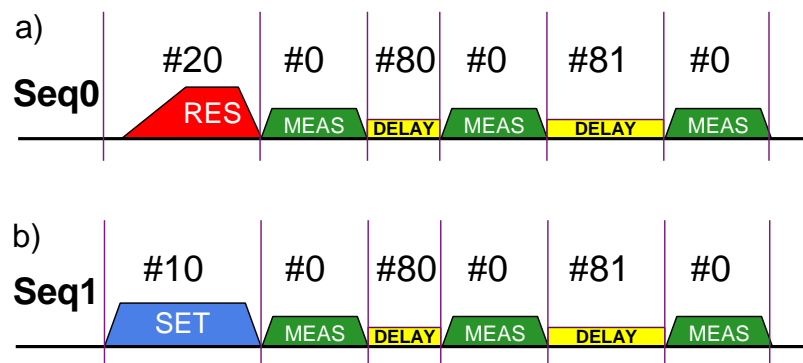 a)
#20 #0 #80 #0 #81 #0
Seq0 RES MEAS DELAY MEAS DELAY MEAS
b)
#10 #0 #80 #0 #81 #0
Seq1 SET MEAS DELAY MEAS DELAY MEAS